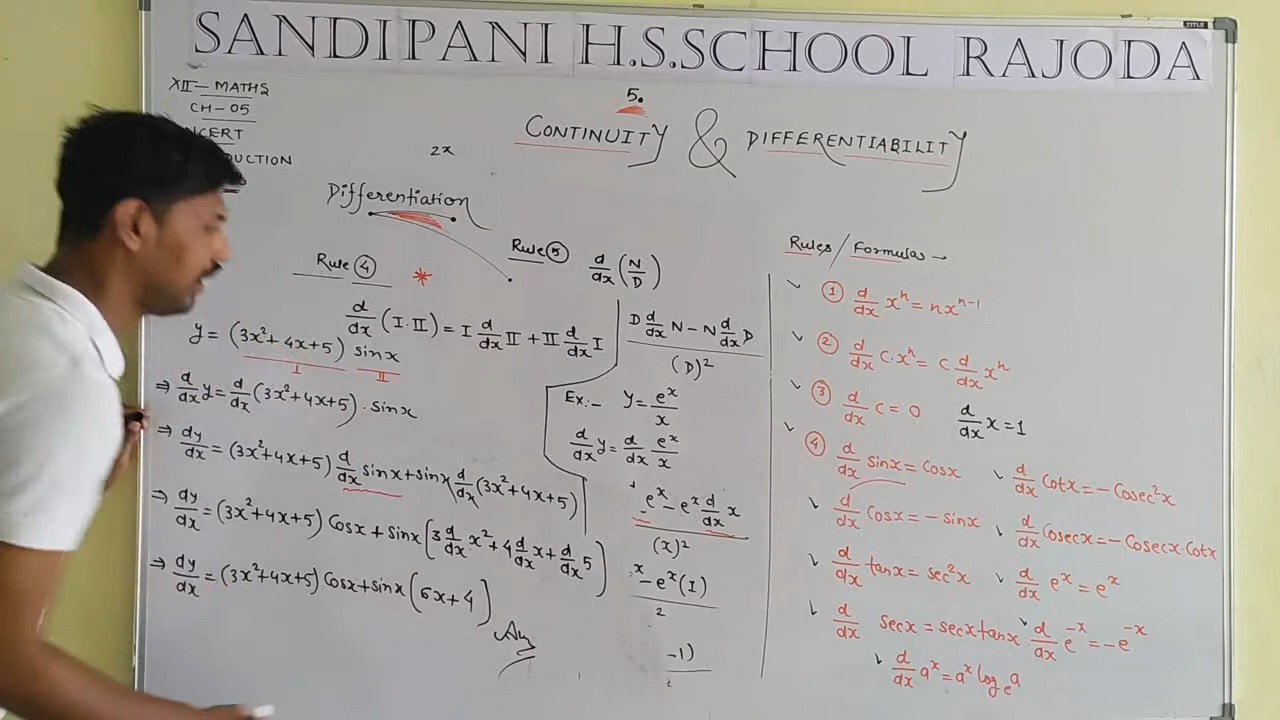 SANDIPANI H.S.SCHOOL RAJODA
TITLE
XII - MATHS
CH - 05
NCERT
DUCTION
5.
CONTINUITY & DIFFERENTIABILITY
2x
Differentiation
Rule ④ *
d/dx (I·II) = I d/dx II + II d/dx I
y = (3x²+4x+5) sinx
I II
⇒ d/dx y = d/dx (3x²+4x+5) · sinx
⇒ dy/dx = (3x²+4x+5) d/dx sinx + sinx d/dx (3x²+4x+5)
⇒ dy/dx = (3x²+4x+5) Cosx + sinx [3 d/dx x² + 4 d/dx x + d/dx 5]
⇒ dy/dx = (3x²+4x+5) Cosx + sinx (6x+4)
Ans
Rule ⑤ d/dx (N/D)
D d/dx N - N d/dx D
(D)²
Ex:- y = e^x/x
d/dx y = d/dx e^x/x
e^x - e^x d/dx x
(x)²
x - e^x (1)
2
-1)
2
Rules / Formulas →
① d/dx x^n = nx^(n-1)
② d/dx c·x^n = c d/dx x^n
③ d/dx c = 0 d/dx x = 1
④ d/dx sinx = Cosx d/dx Cotx = -Cosec²x
d/dx Cosx = -sinx d/dx Cosecx = -Cosecx·Cotx
d/dx tanx = sec²x d/dx e^x = e^x
d/dx secx = secx tanx d/dx e^-x = -e^-x
d/dx a^x = a^x log_e a